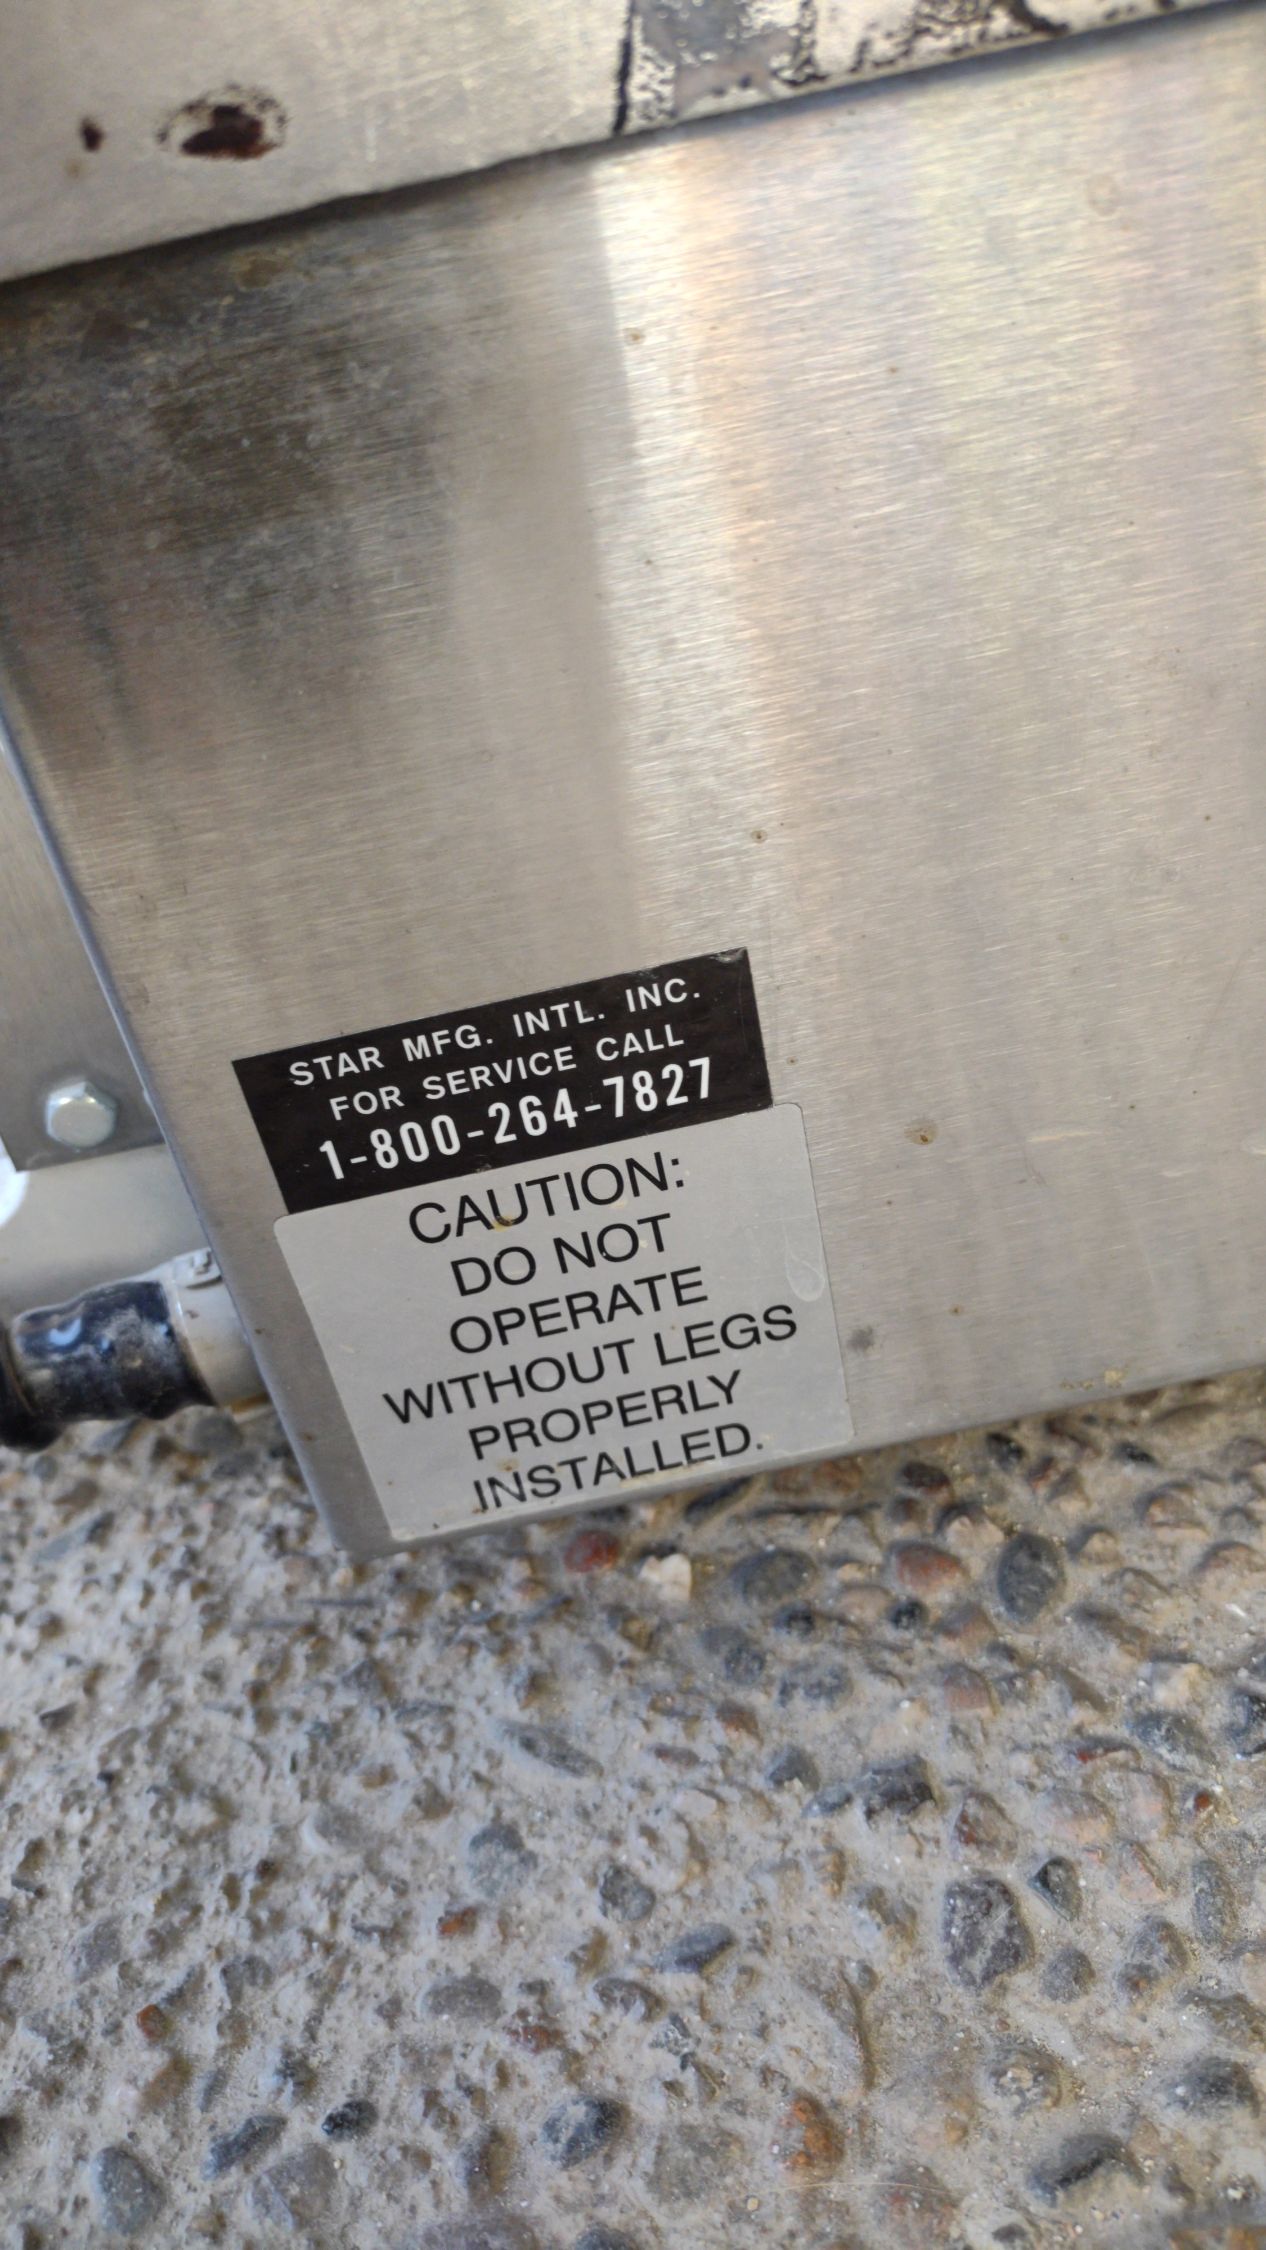 STAR MFG. INTL. INC.
FOR SERVICE CALL
1-800-264-7827
CAUTION:
DO NOT
OPERATE
WITHOUT LEGS
PROPERLY
INSTALLED.